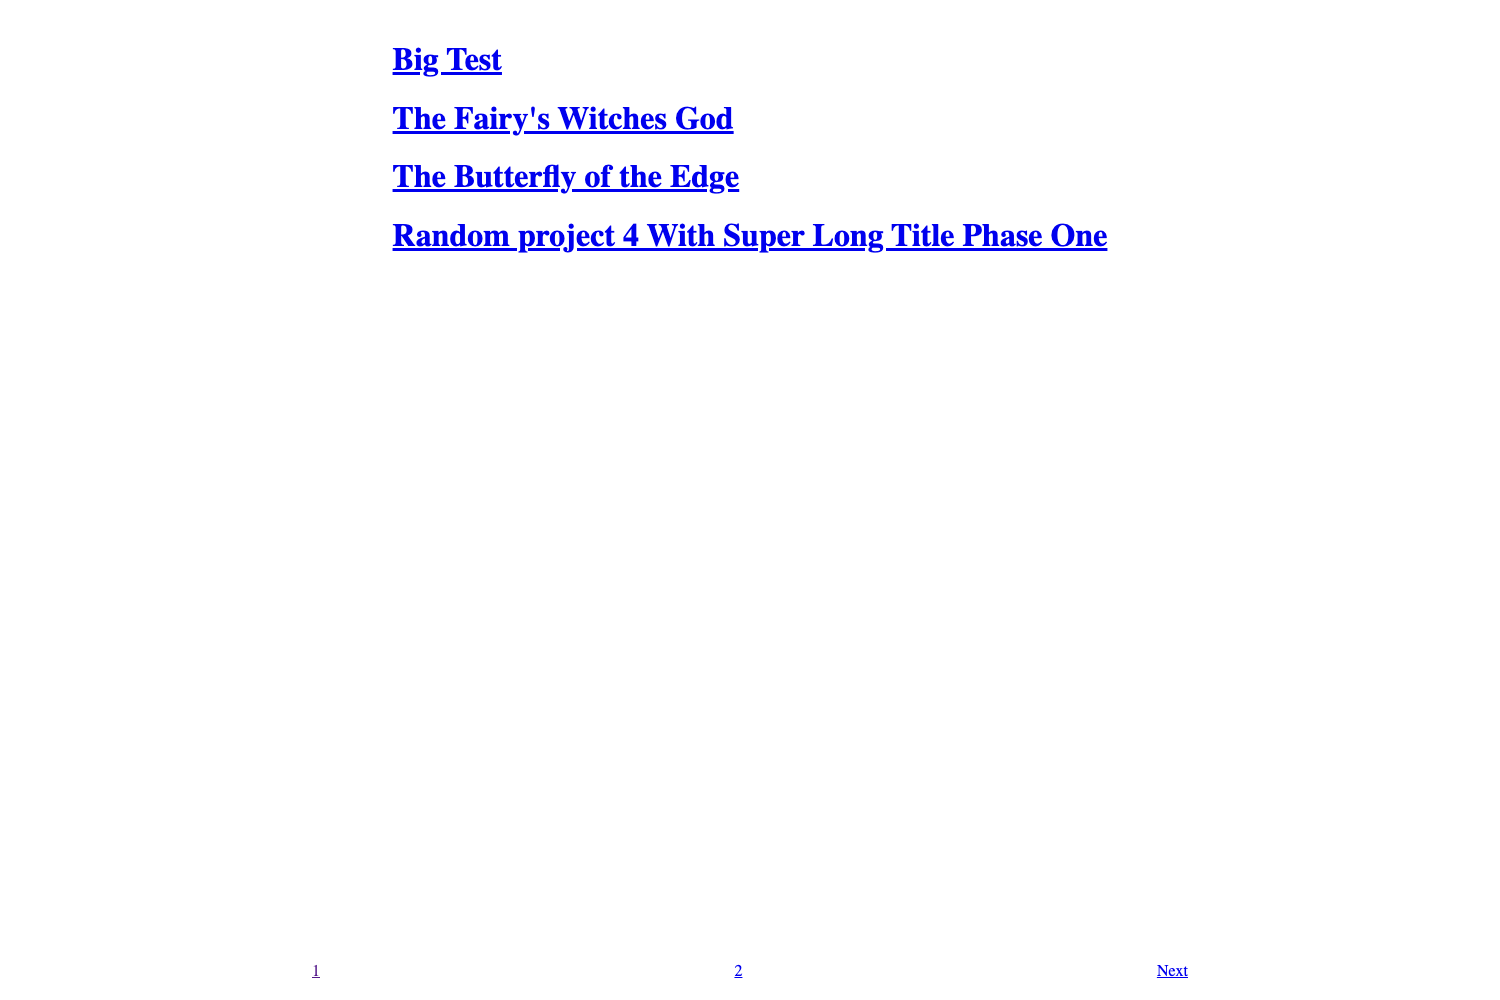 Big Test
The Fairy's Witches God
The Butterfly of the Edge
Random project 4 With Super Long Title Phase One
1 2 Next